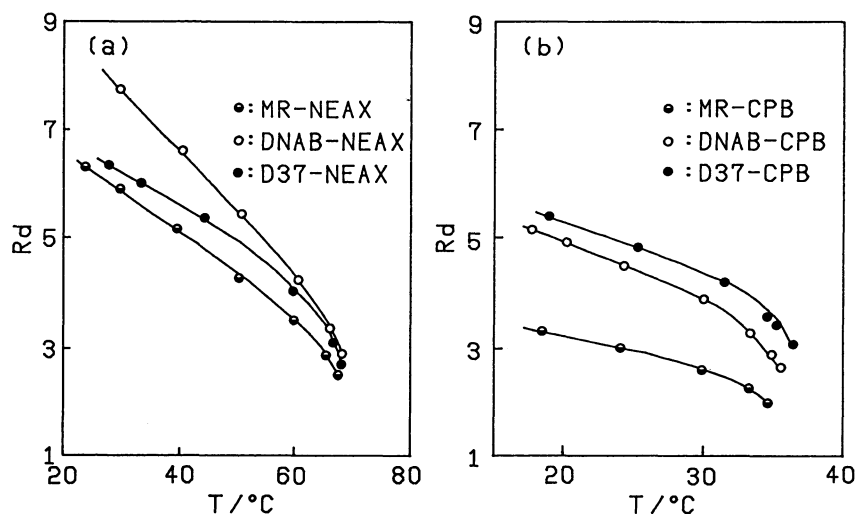 9
(a)
7
Rd
5
3
1
20
40
60
80
T/°C
: MR-NEAX
: DNAB-NEAX
: D37-NEAX
9
(b)
7
Rd
5
3
1
20
30
40
T/°C
: MR-CPB
: DNAB-CPB
: D37-CPB